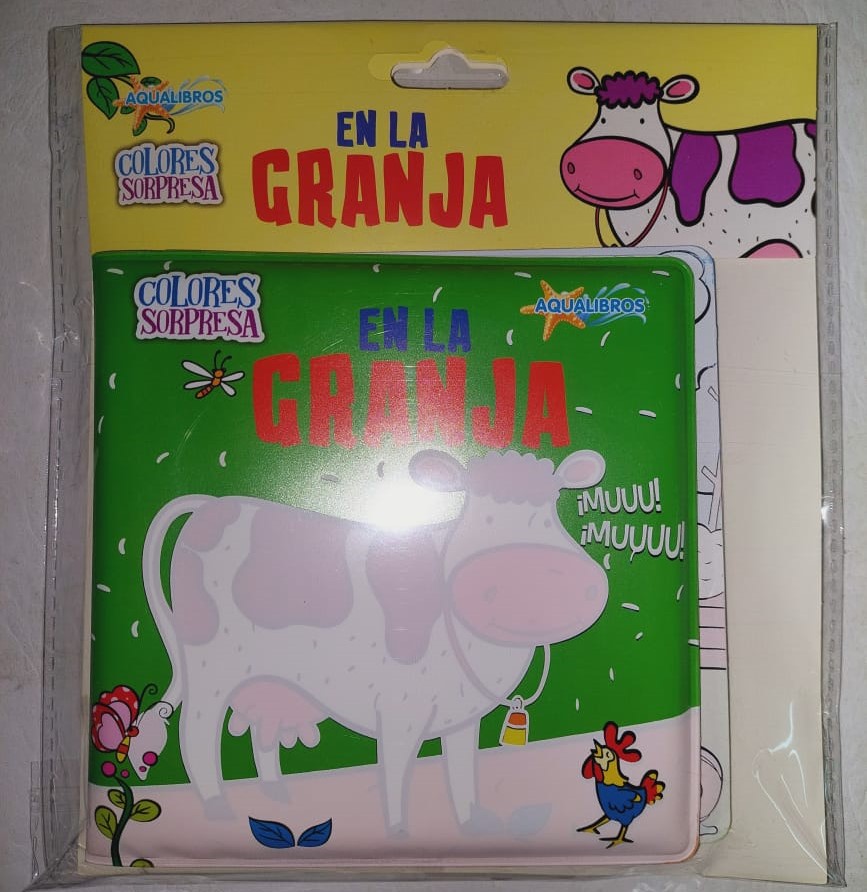 AQUALIBROS
COLORES
SORPRESA
EN LA
GRANJA
COLORES
SORPRESA
AQUALIBROS
EN LA
GRANJA
¡MUUU!
¡MUUUU!